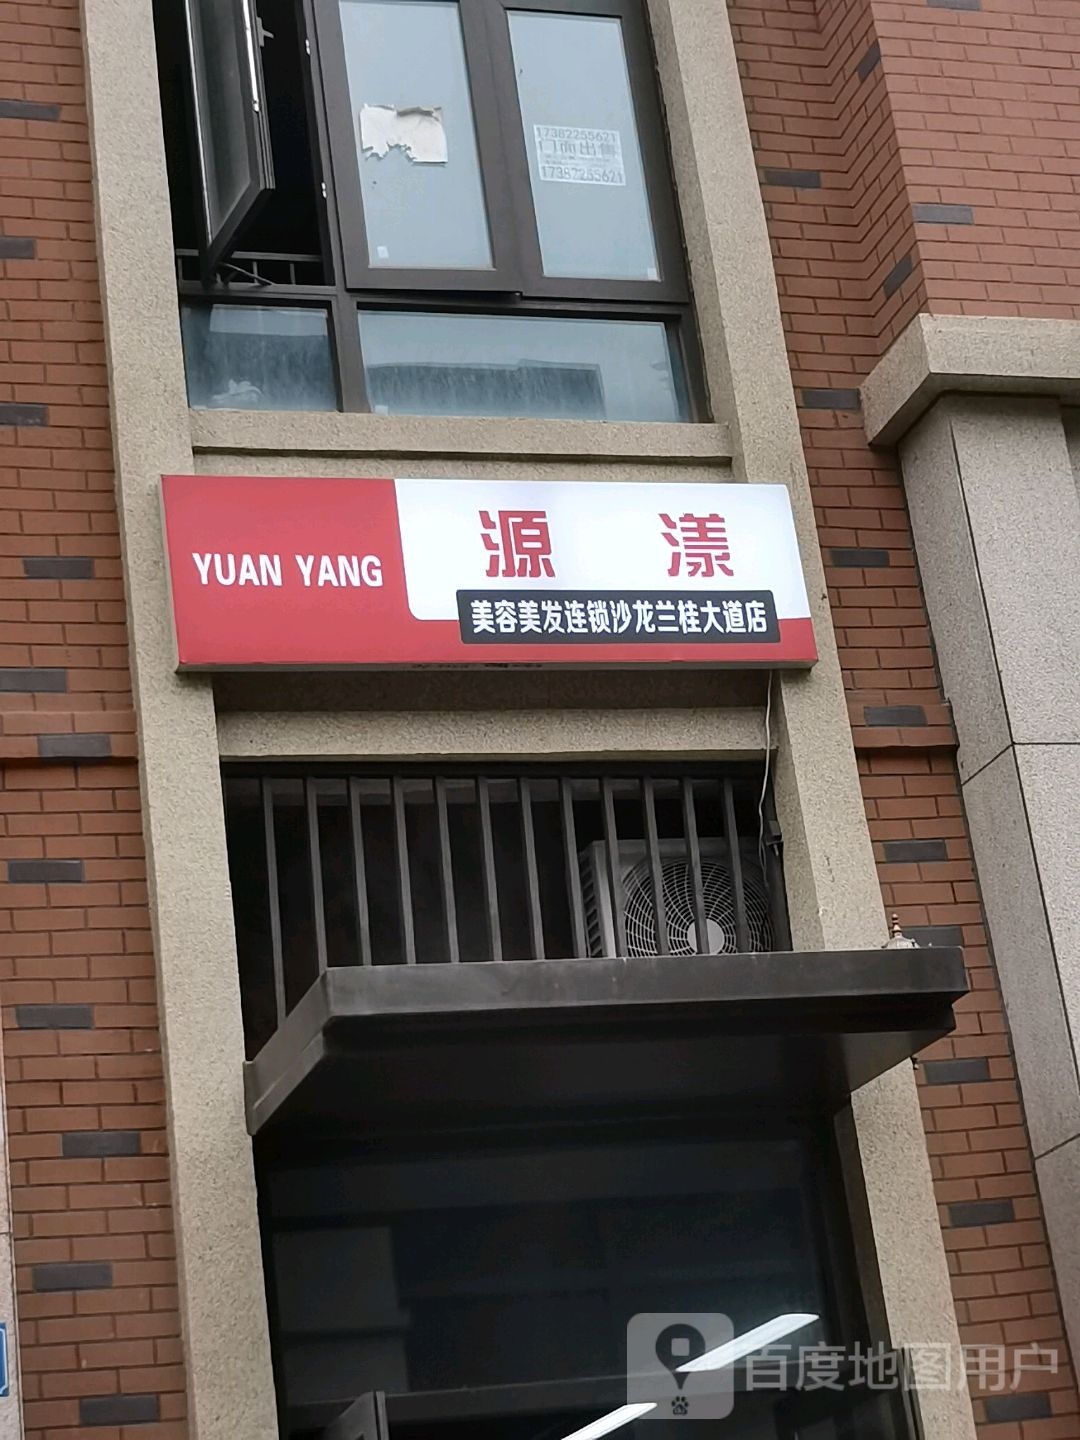 17382255621
门面出售
17382255621
YUAN YANG
源 漾
美容美发连锁沙龙兰桂大道店
百度地图用户